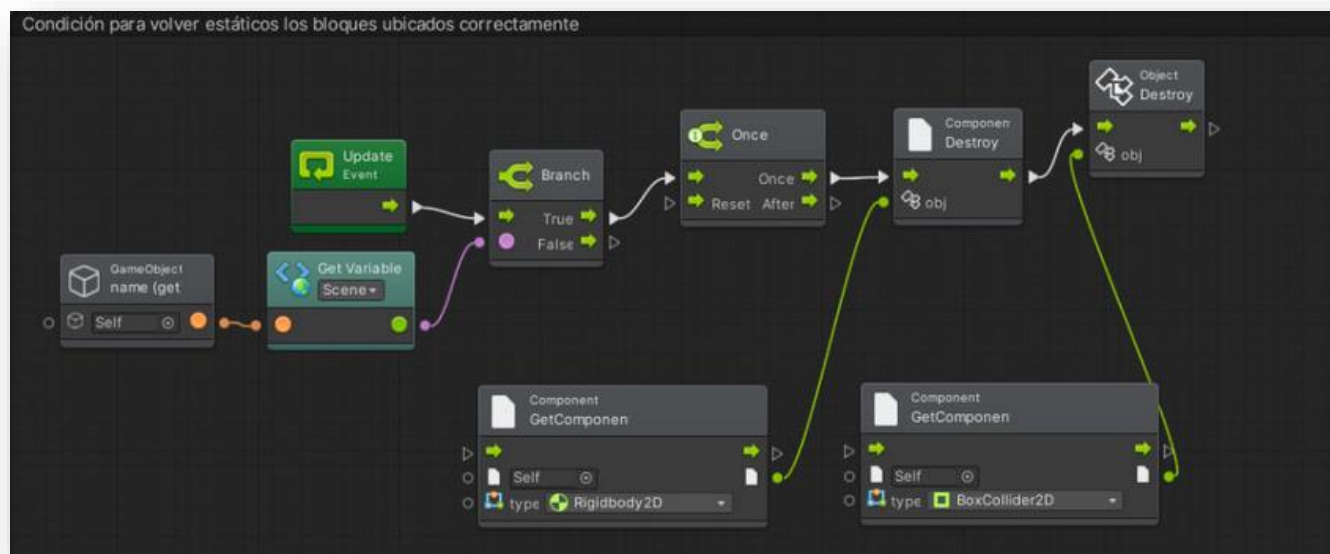 Condición para volver estáticos los bloques ubicados correctamente
Object
Destroy
obj
Componen
Destroy
obj
Once
Once
Reset After
Update
Event
Branch
True
False
GameObject
name (get
Self
Get Variable
Scene
Component
GetComponen
Self
type Rigidbody2D
Component
GetComponen
Self
type BoxCollider2D